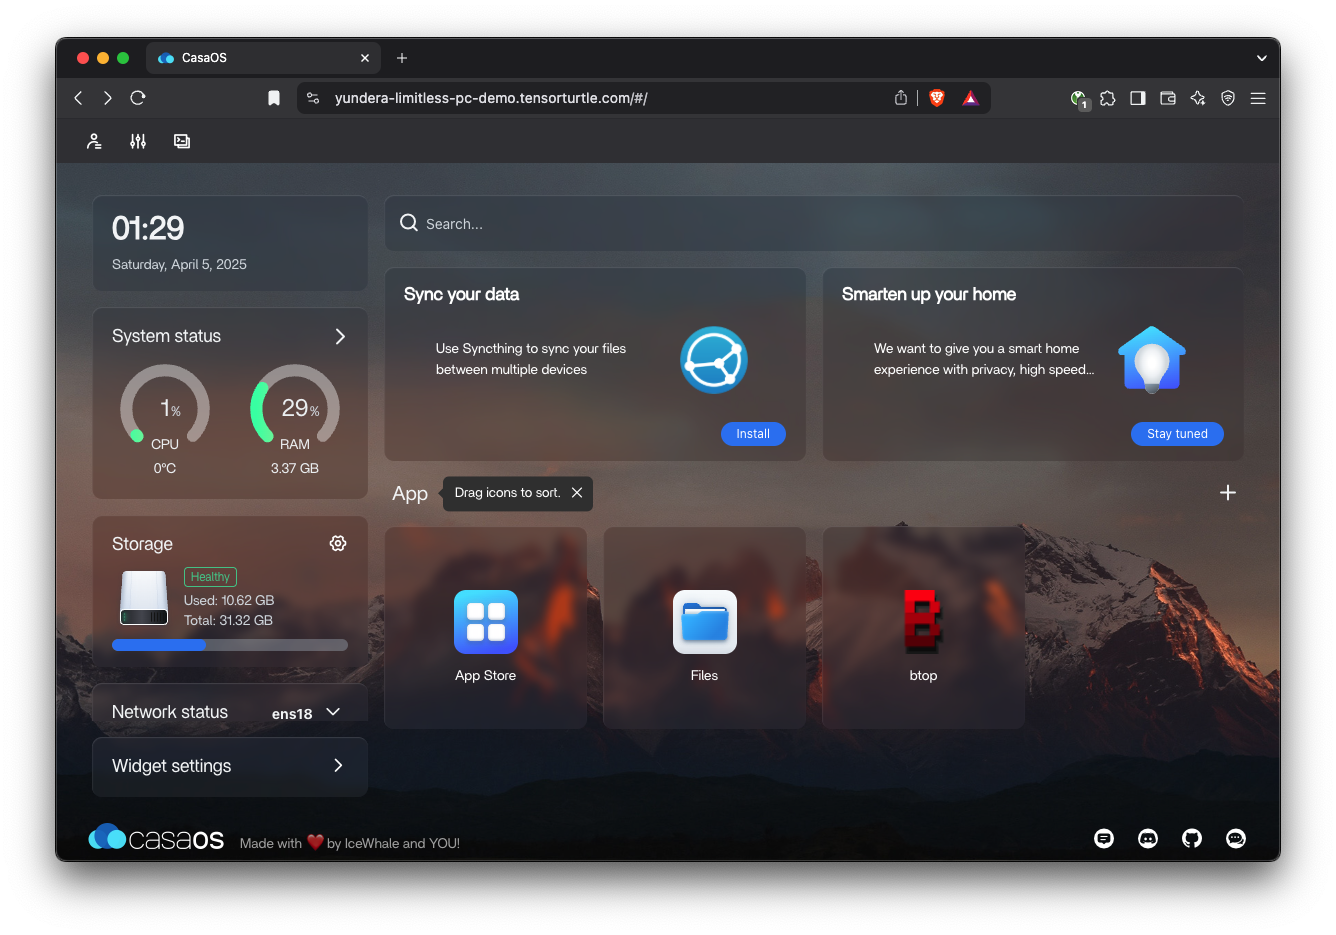 CasaOS
yundera-limitless-pc-demo.tensorturtle.com/#/
1
01:29
Saturday, April 5, 2025
Search...
System status
1%
CPU
0°C
29%
RAM
3.37 GB
Storage
Healthy
Used: 10.62 GB
Total: 31.32 GB
Network status
ens18
Widget settings
Sync your data
Use Syncthing to sync your files
between multiple devices
Install
Smarten up your home
We want to give you a smart home
experience with privacy, high speed...
Stay tuned
App
Drag icons to sort.
App Store
Files
B
btop
casaOS
Made with ❤️ by IceWhale and YOU!